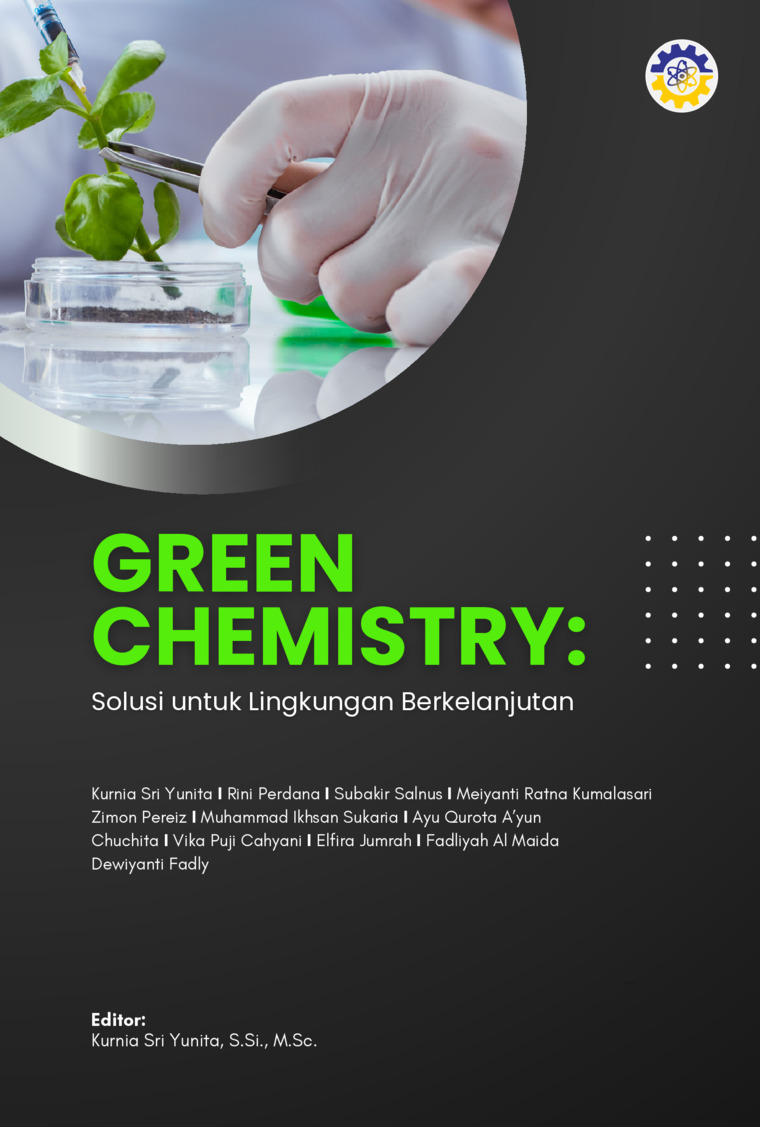 GREEN
CHEMISTRY:
Solusi untuk Lingkungan Berkelanjutan
Kurnia Sri Yunita I Rini Perdana I Subakir Salnus I Meiyanti Ratna Kumalasari
Zimon Pereiz I Muhammad Ikhsan Sukaria I Ayu Qurota A’yun
Chuchita I Vika Puji Cahyani I Elfira Jumrah I Fadliyah Al Maida
Dewiyanti Fadly
Editor:
Kurnia Sri Yunita, S.Si., M.Sc.